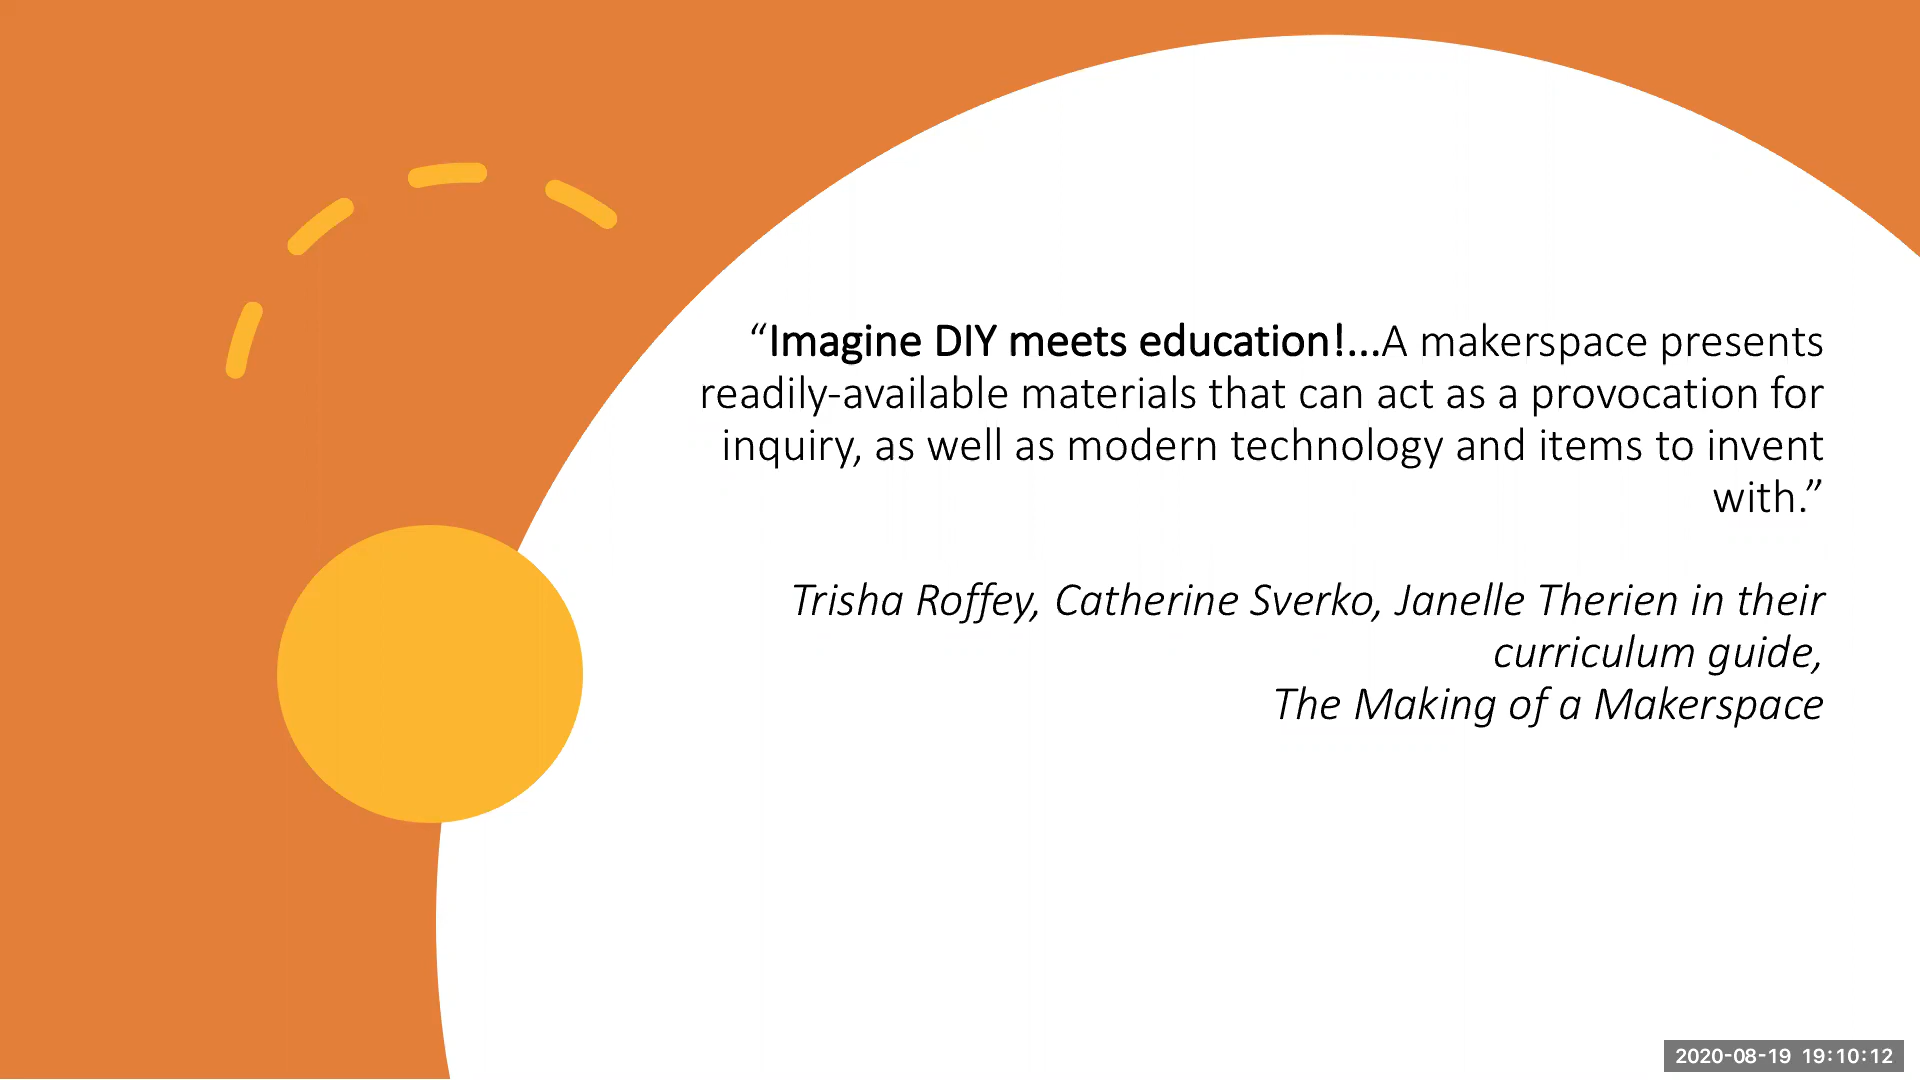 “Imagine DIY meets education!...A makerspace presents
readily-available materials that can act as a provocation for
inquiry, as well as modern technology and items to invent
with.”
Trisha Roffey, Catherine Sverko, Janelle Therien in their
curriculum guide,
The Making of a Makerspace
2020-08-19 19:10:12